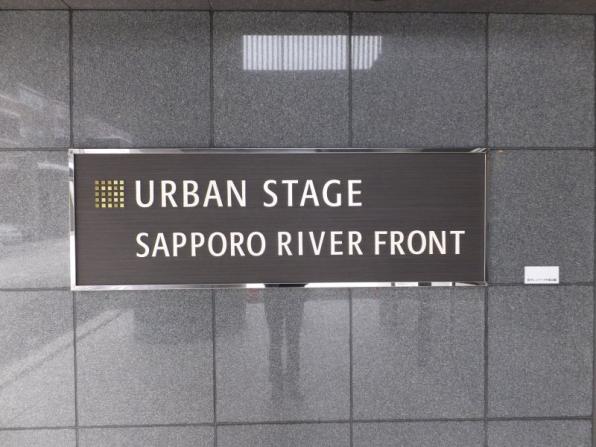 URBAN STAGE
SAPPORO RIVER FRONT